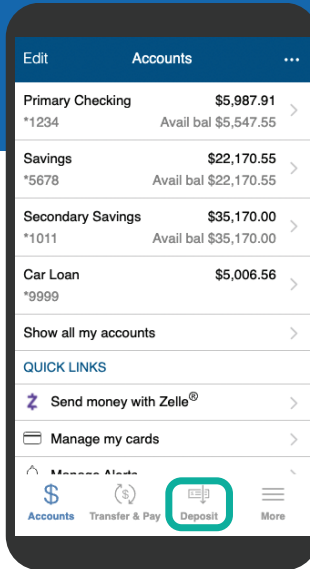 Edit Accounts ...
Primary Checking $5,987.91
*1234 Avail bal $5,547.55
Savings $22,170.55
*5678 Avail bal $22,170.55
Secondary Savings $35,170.00
*1011 Avail bal $35,170.00
Car Loan $5,006.56
*9999
Show all my accounts
QUICK LINKS
Send money with Zelle®
Manage my cards
Manage Alerts
$ Accounts Transfer & Pay Deposit More